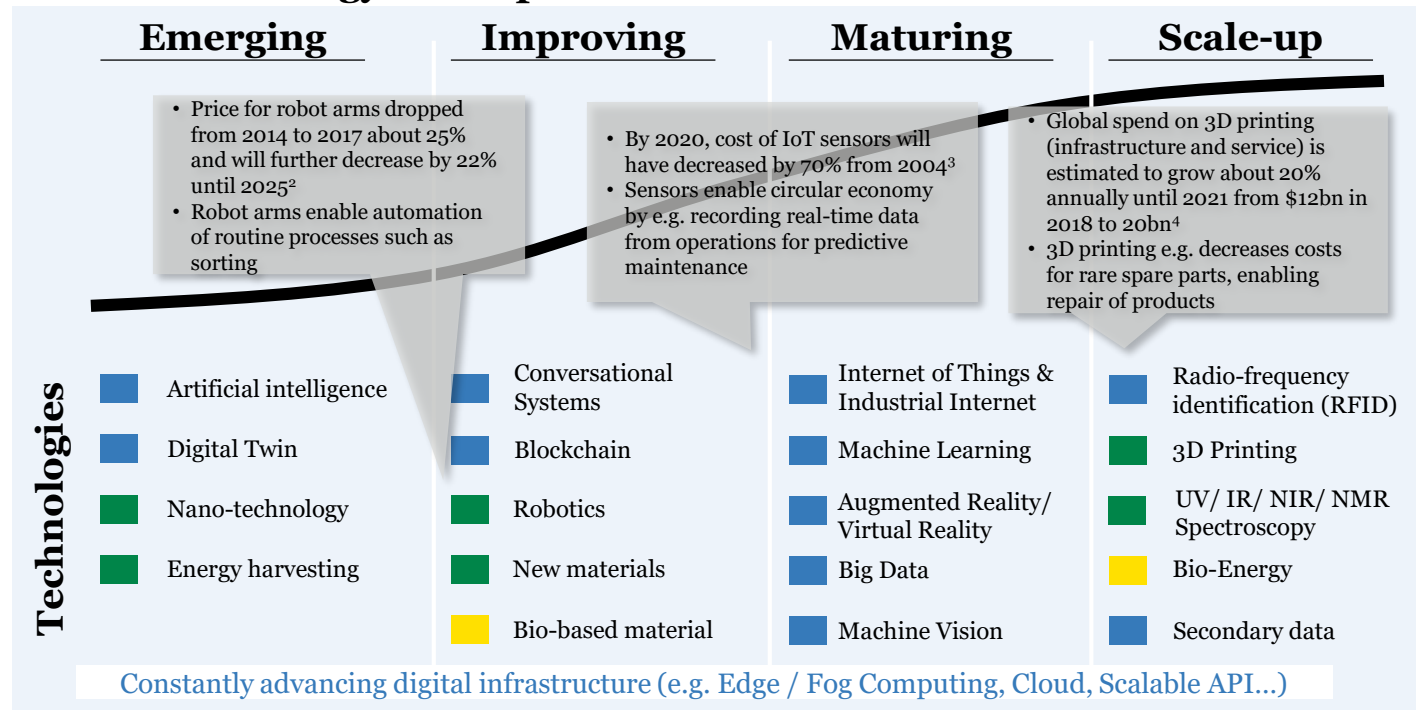 Emerging
Improving
Maturing
Scale-up
• Price for robot arms dropped
from 2014 to 2017 about 25%
and will further decrease by 22%
until 2025²
• Robot arms enable automation
of routine processes such as
sorting
• By 2020, cost of IoT sensors will
have decreased by 70% from 2004³
• Sensors enable circular economy
by e.g. recording real-time data
from operations for predictive
maintenance
• Global spend on 3D printing
(infrastructure and service) is
estimated to grow about 20%
annually until 2021 from $12bn in
2018 to 20bn⁴
• 3D printing e.g. decreases costs
for rare spare parts, enabling
repair of products
Technologies
Artificial intelligence
Digital Twin
Nano-technology
Energy harvesting
Conversational
Systems
Blockchain
Robotics
New materials
Bio-based material
Internet of Things &
Industrial Internet
Machine Learning
Augmented Reality/
Virtual Reality
Big Data
Machine Vision
Radio-frequency
identification (RFID)
3D Printing
UV/ IR/ NIR/ NMR
Spectroscopy
Bio-Energy
Secondary data
Constantly advancing digital infrastructure (e.g. Edge / Fog Computing, Cloud, Scalable API...)